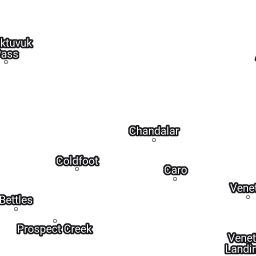 ktuvuk
Pass
Chandalar
Coldfoot
Caro
Venet
Bettles
Prospect Creek
Venet
Landin